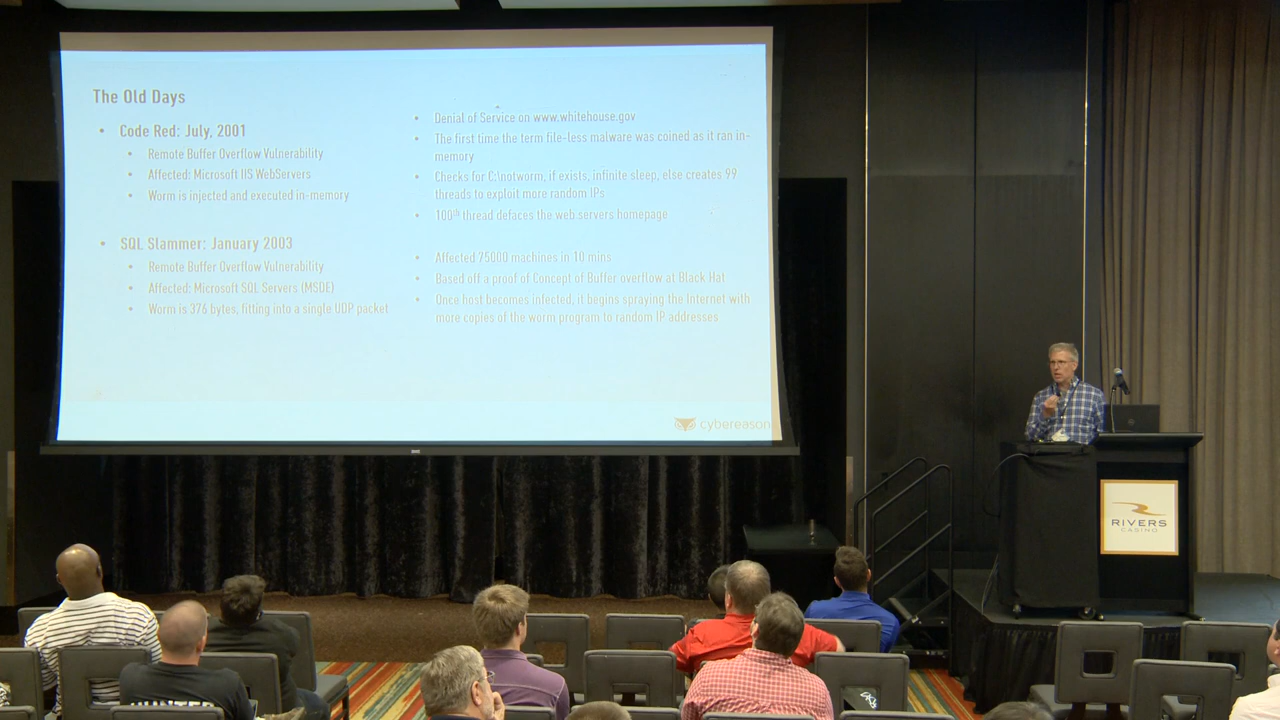 The Old Days
• Code Red: July, 2001
• Remote Buffer Overflow Vulnerability
• Affected: Microsoft IIS WebServers
• Worm is injected and executed in-memory
• SQL Slammer: January 2003
• Remote Buffer Overflow Vulnerability
• Affected: Microsoft SQL Servers (MSDE)
• Worm is 376 bytes, fitting into a single UDP packet
• Denial of Service on www.whitehouse.gov
• The first time the term file-less malware was coined as it ran in-
memory
• Checks for C:\notworm, if exists, infinite sleep, else creates 99
threads to exploit more random IPs
• 100th thread defaces the web servers homepage
• Affected 75000 machines in 10 mins
• Based off a proof of Concept of Buffer overflow at Black Hat
• Once host becomes infected, it begins spraying the Internet with
more copies of the worm program to random IP addresses
cybereason
RIVERS
CASINO
HUNTER